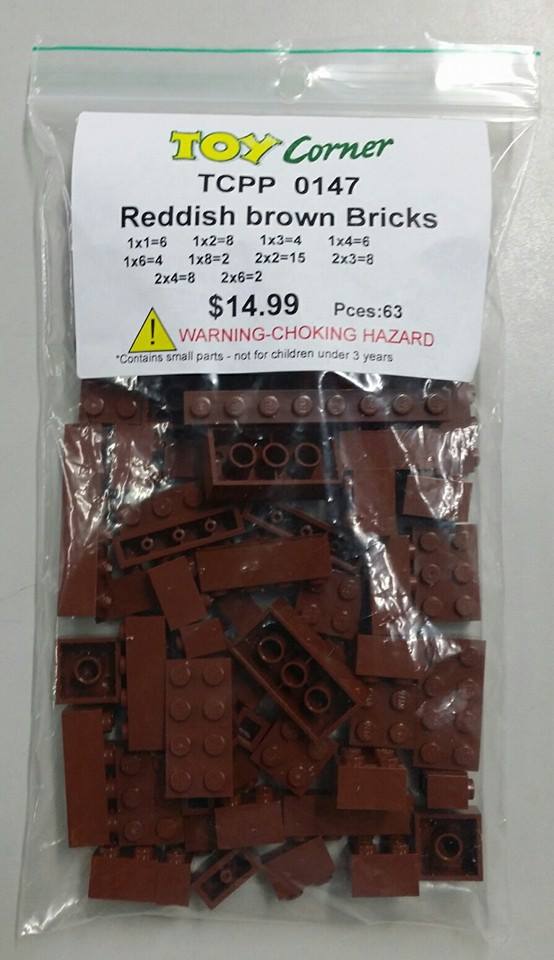 TOY Corner
TCPP 0147
Reddish brown Bricks
1x1=6 1x2=8 1x3=4 1x4=6
1x6=4 1x8=2 2x2=15 2x3=8
2x4=8 2x6=2
$14.99 Pces:63
! WARNING-CHOKING HAZARD
*Contains small parts - not for children under 3 years